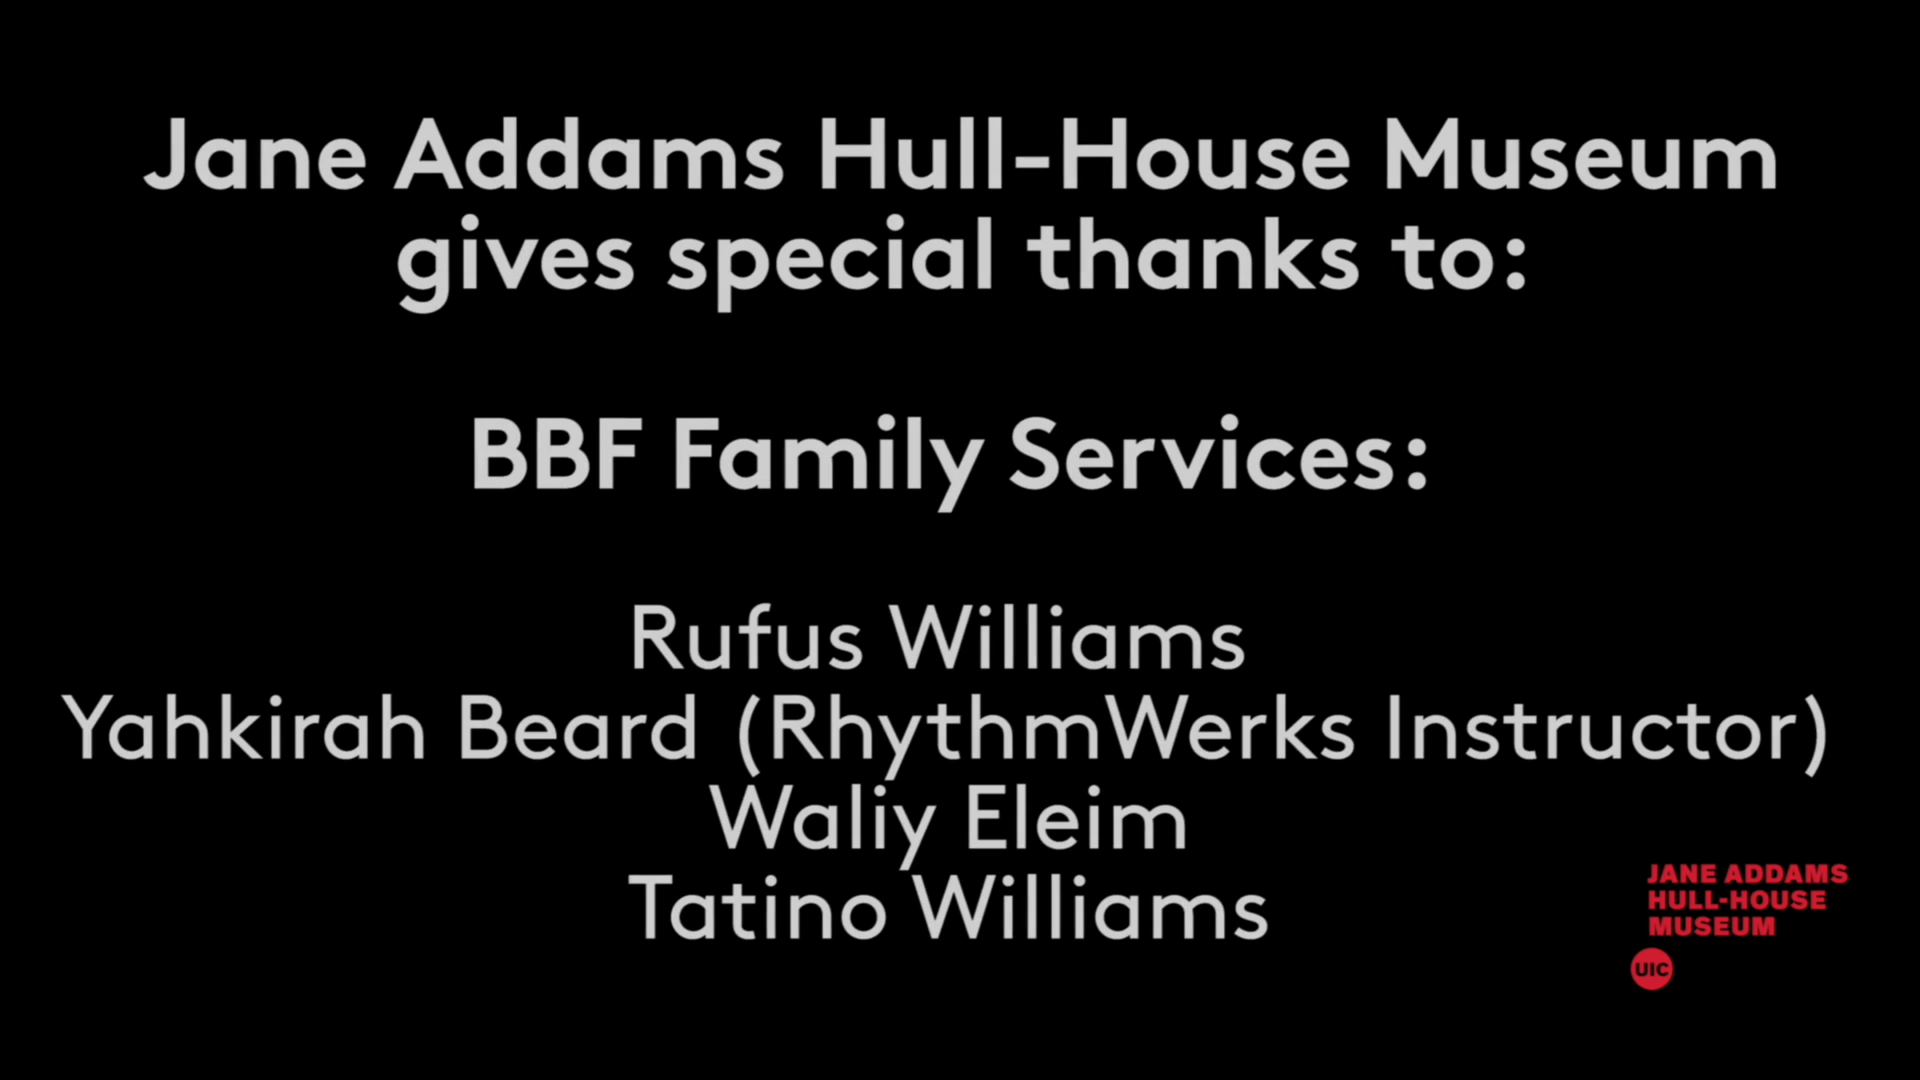 Jane Addams Hull-House Museum
gives special thanks to:
BBF Family Services:
Rufus Williams
Yahkirah Beard (RhythmWerks Instructor)
Waliy Eleim
Tatino Williams
JANE ADDAMS
HULL-HOUSE
MUSEUM
UIC